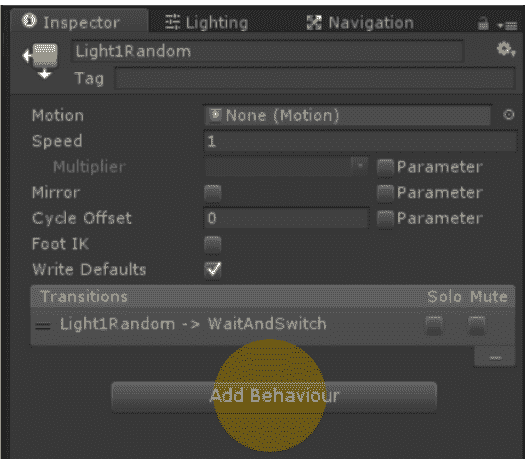 Inspector Lighting Navigation
Light1Random
Tag
Motion None (Motion)
Speed 1
Multiplier Parameter
Mirror Parameter
Cycle Offset 0 Parameter
Foot IK
Write Defaults
Transitions Solo Mute
Light1Random -> WaitAndSwitch
Add Behaviour